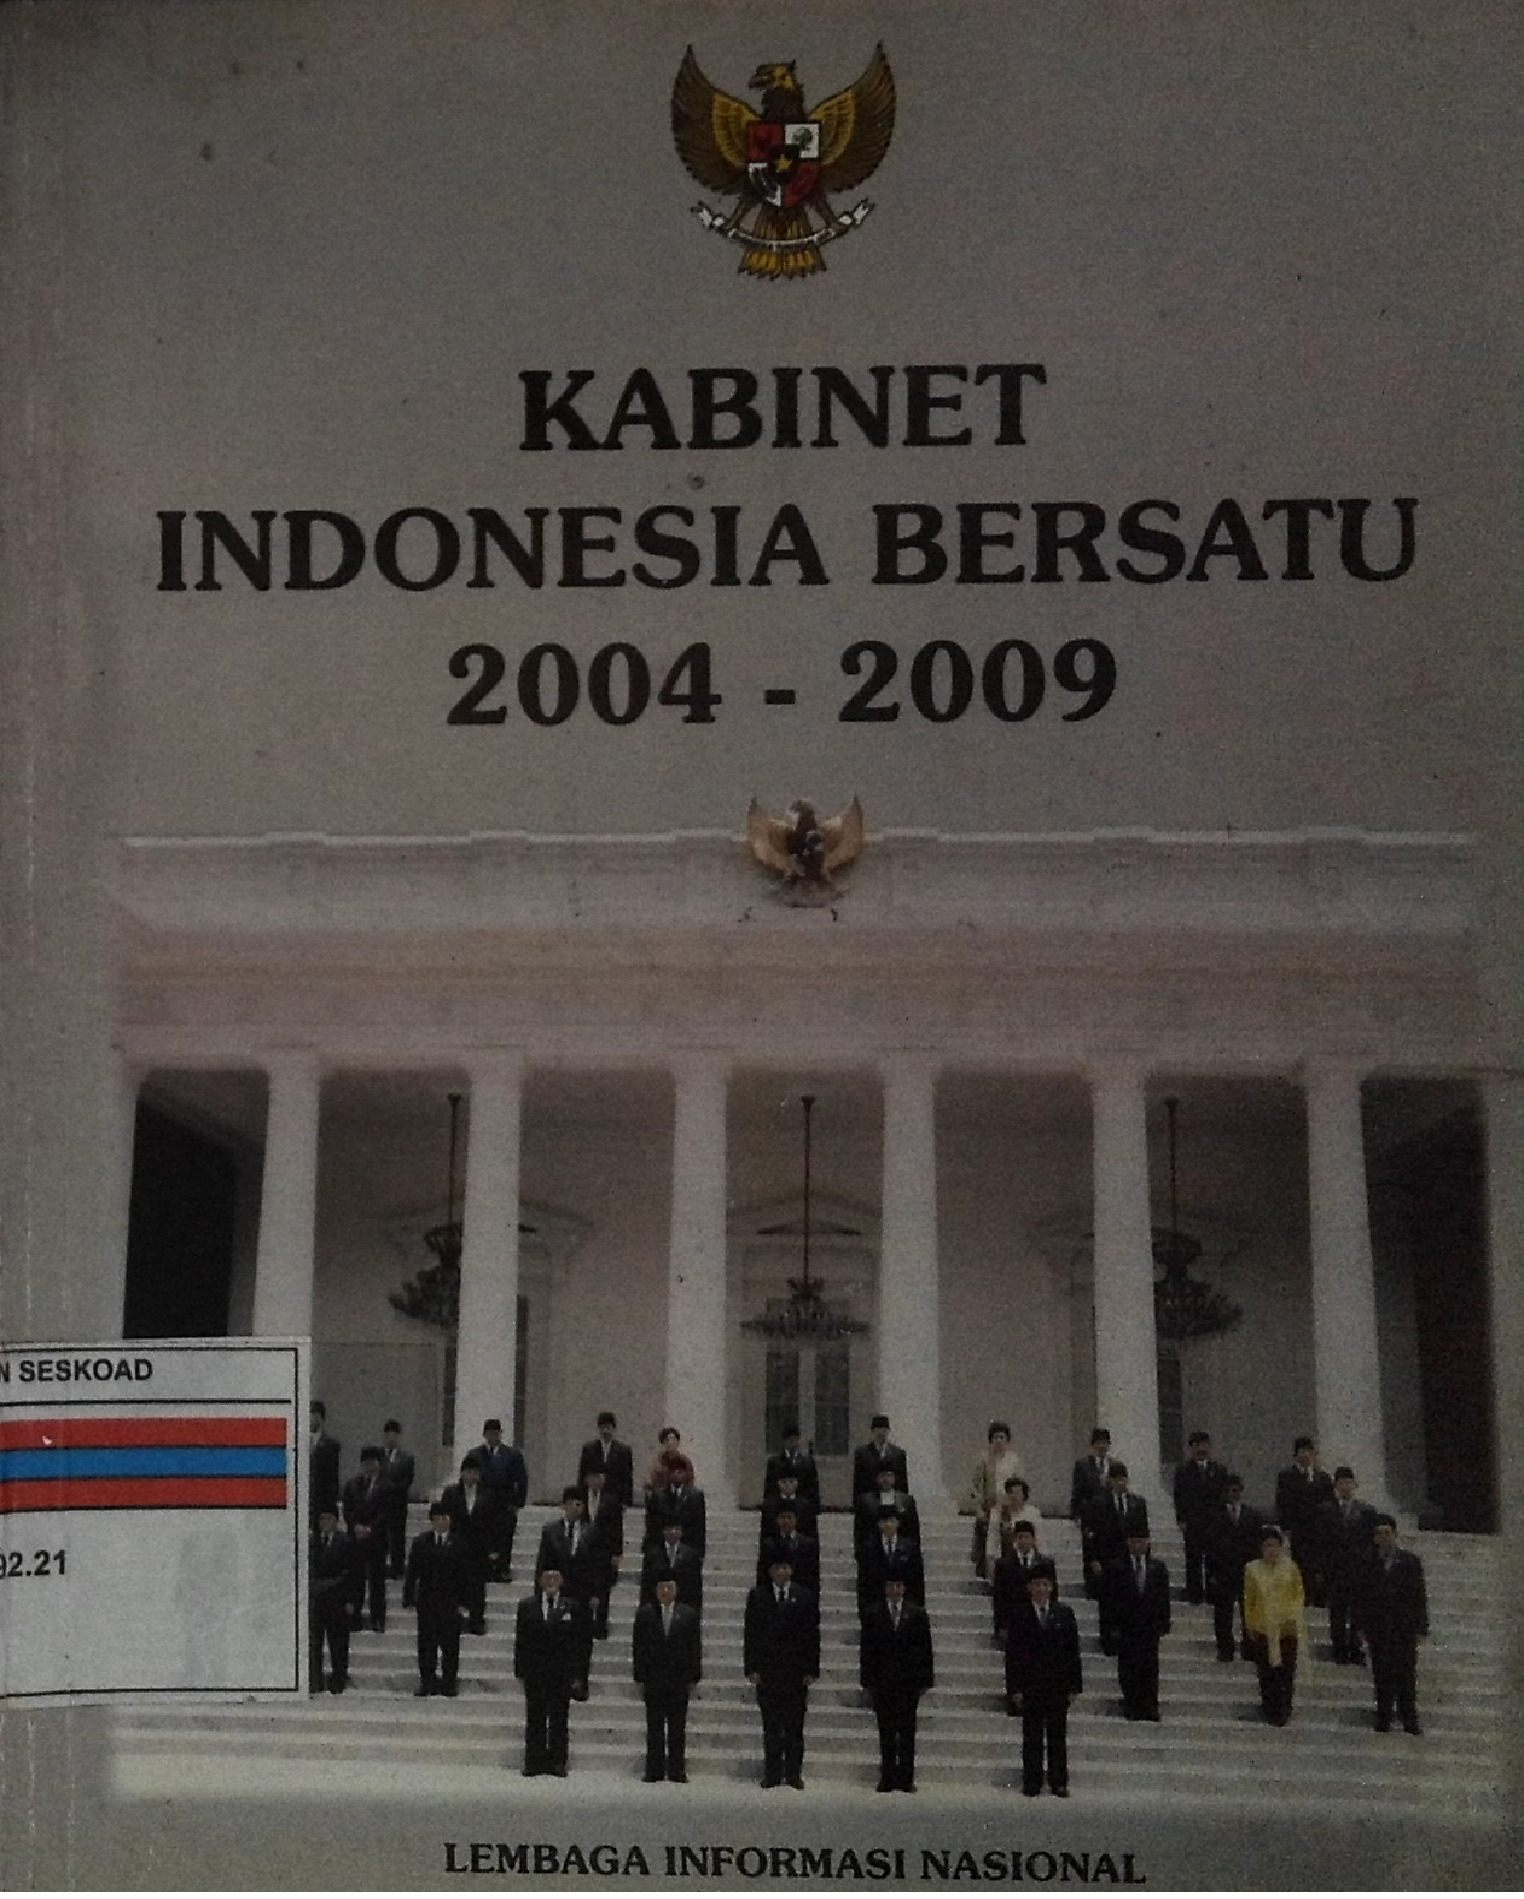 KABINET
INDONESIA BERSATU
2004 - 2009
N SESKOAD
92.21
LEMBAGA INFORMASI NASIONAL